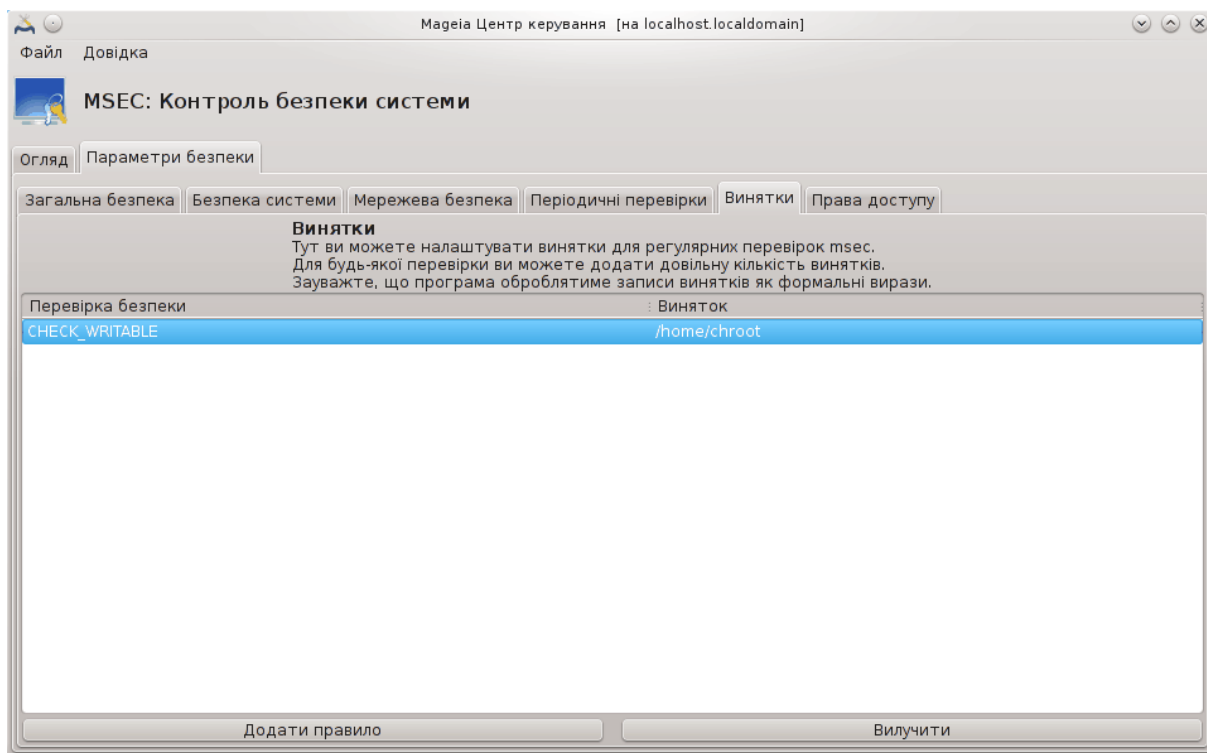 Mageia Центр керування [на localhost.localdomain]
Файл Довідка
MSEC: Контроль безпеки системи
Огляд Параметри безпеки
Загальна безпека Безпека системи Мережева безпека Періодичні перевірки Винятки Права доступу
Винятки
Тут ви можете налаштувати винятки для регулярних перевірок msec.
Для будь-якої перевірки ви можете додати довільну кількість винятків.
Зауважте, що програма оброблятиме записи винятків як формальні вирази.
Перевірка безпеки Виняток
CHECK_WRITABLE /home/chroot
Додати правило Вилучити